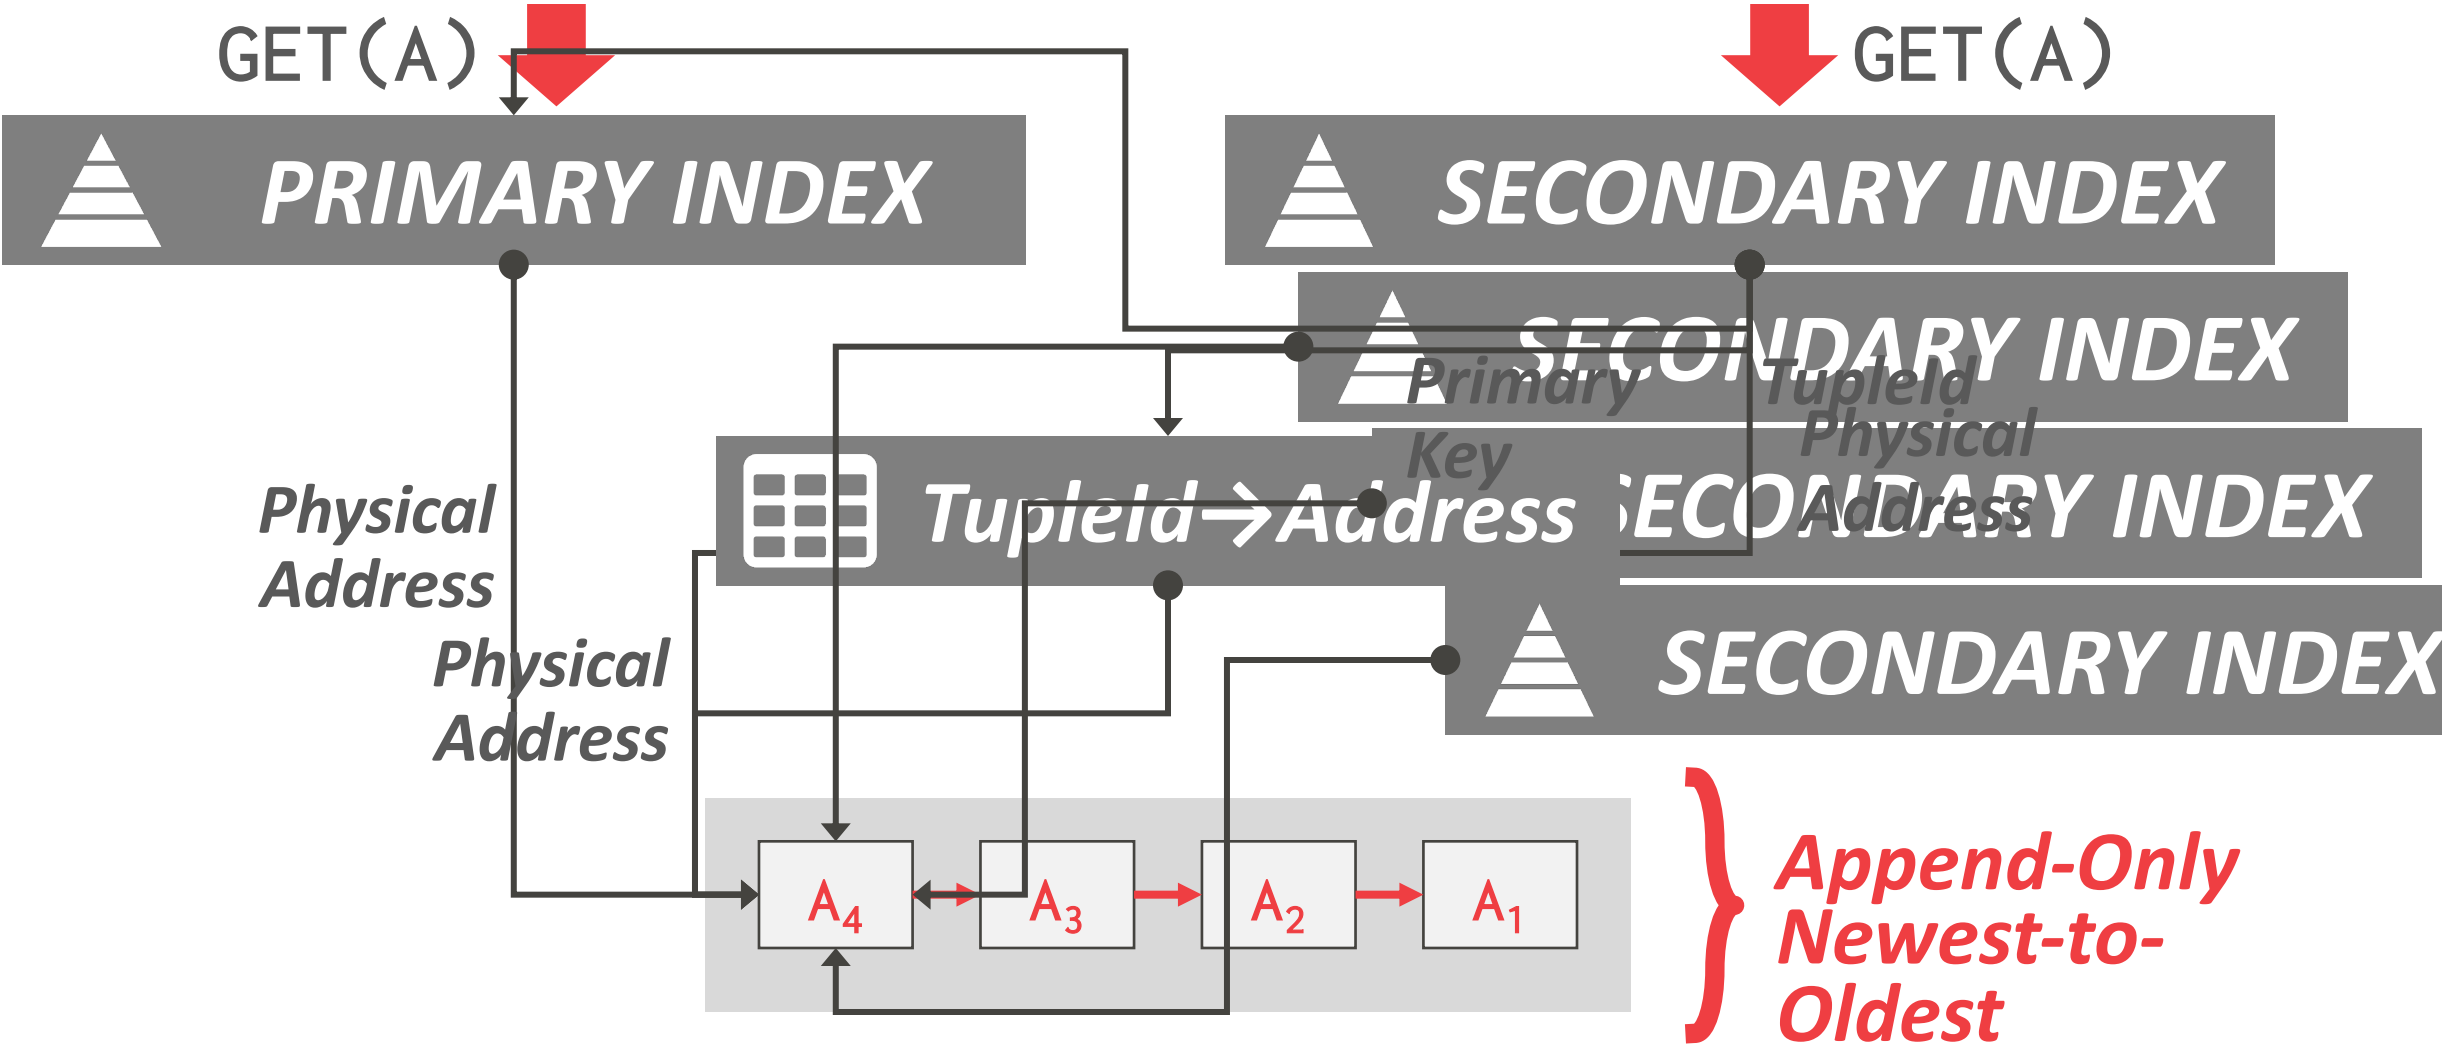 GET(A)
GET(A)
PRIMARY INDEX
SECONDARY INDEX
SECONDARY INDEX
Primary
Key
TupleId
Physical
Address
SECONDARY INDEX
TupleId→Address
Physical
Address
SECONDARY INDEX
Physical
Address
A4
A3
A2
A1
Append-Only
Newest-to-
Oldest